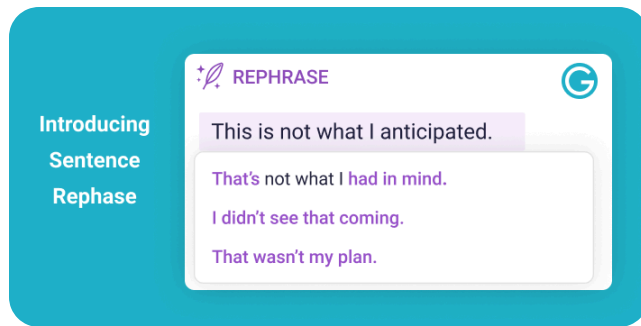 Introducing
Sentence
Rephase
REPHRASE
G
This is not what I anticipated.
That's not what I had in mind.
I didn't see that coming.
That wasn't my plan.